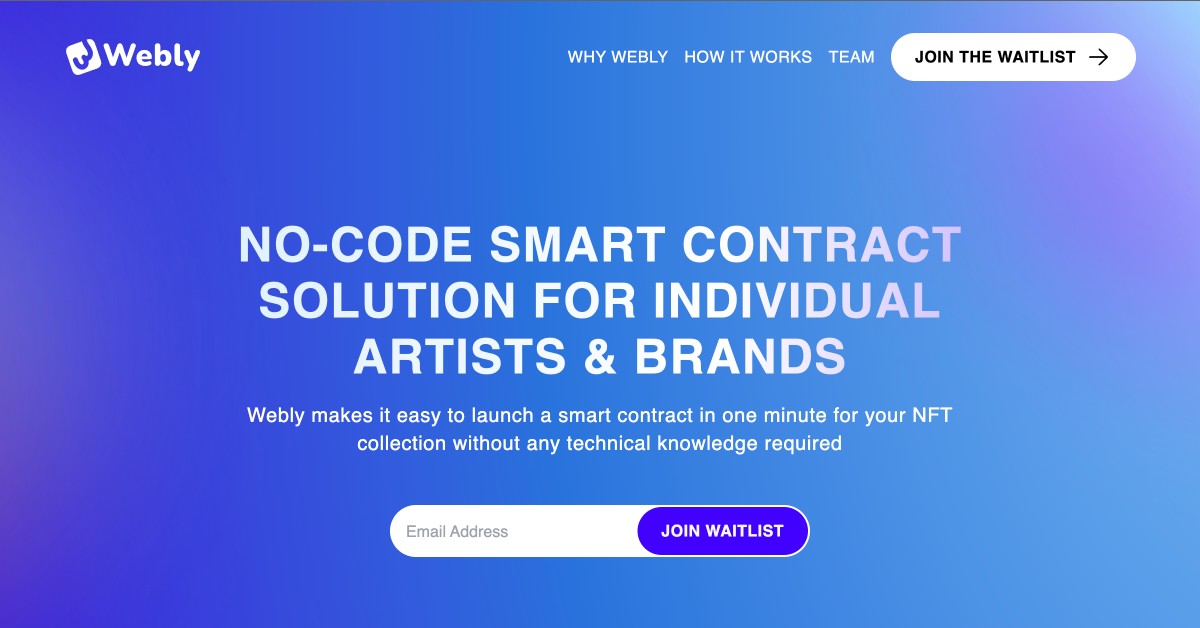 Webly
WHY WEBLY
HOW IT WORKS
TEAM
JOIN THE WAITLIST
NO-CODE SMART CONTRACT
SOLUTION FOR INDIVIDUAL
ARTISTS & BRANDS
Webly makes it easy to launch a smart contract in one minute for your NFT
collection without any technical knowledge required
Email Address
JOIN WAITLIST